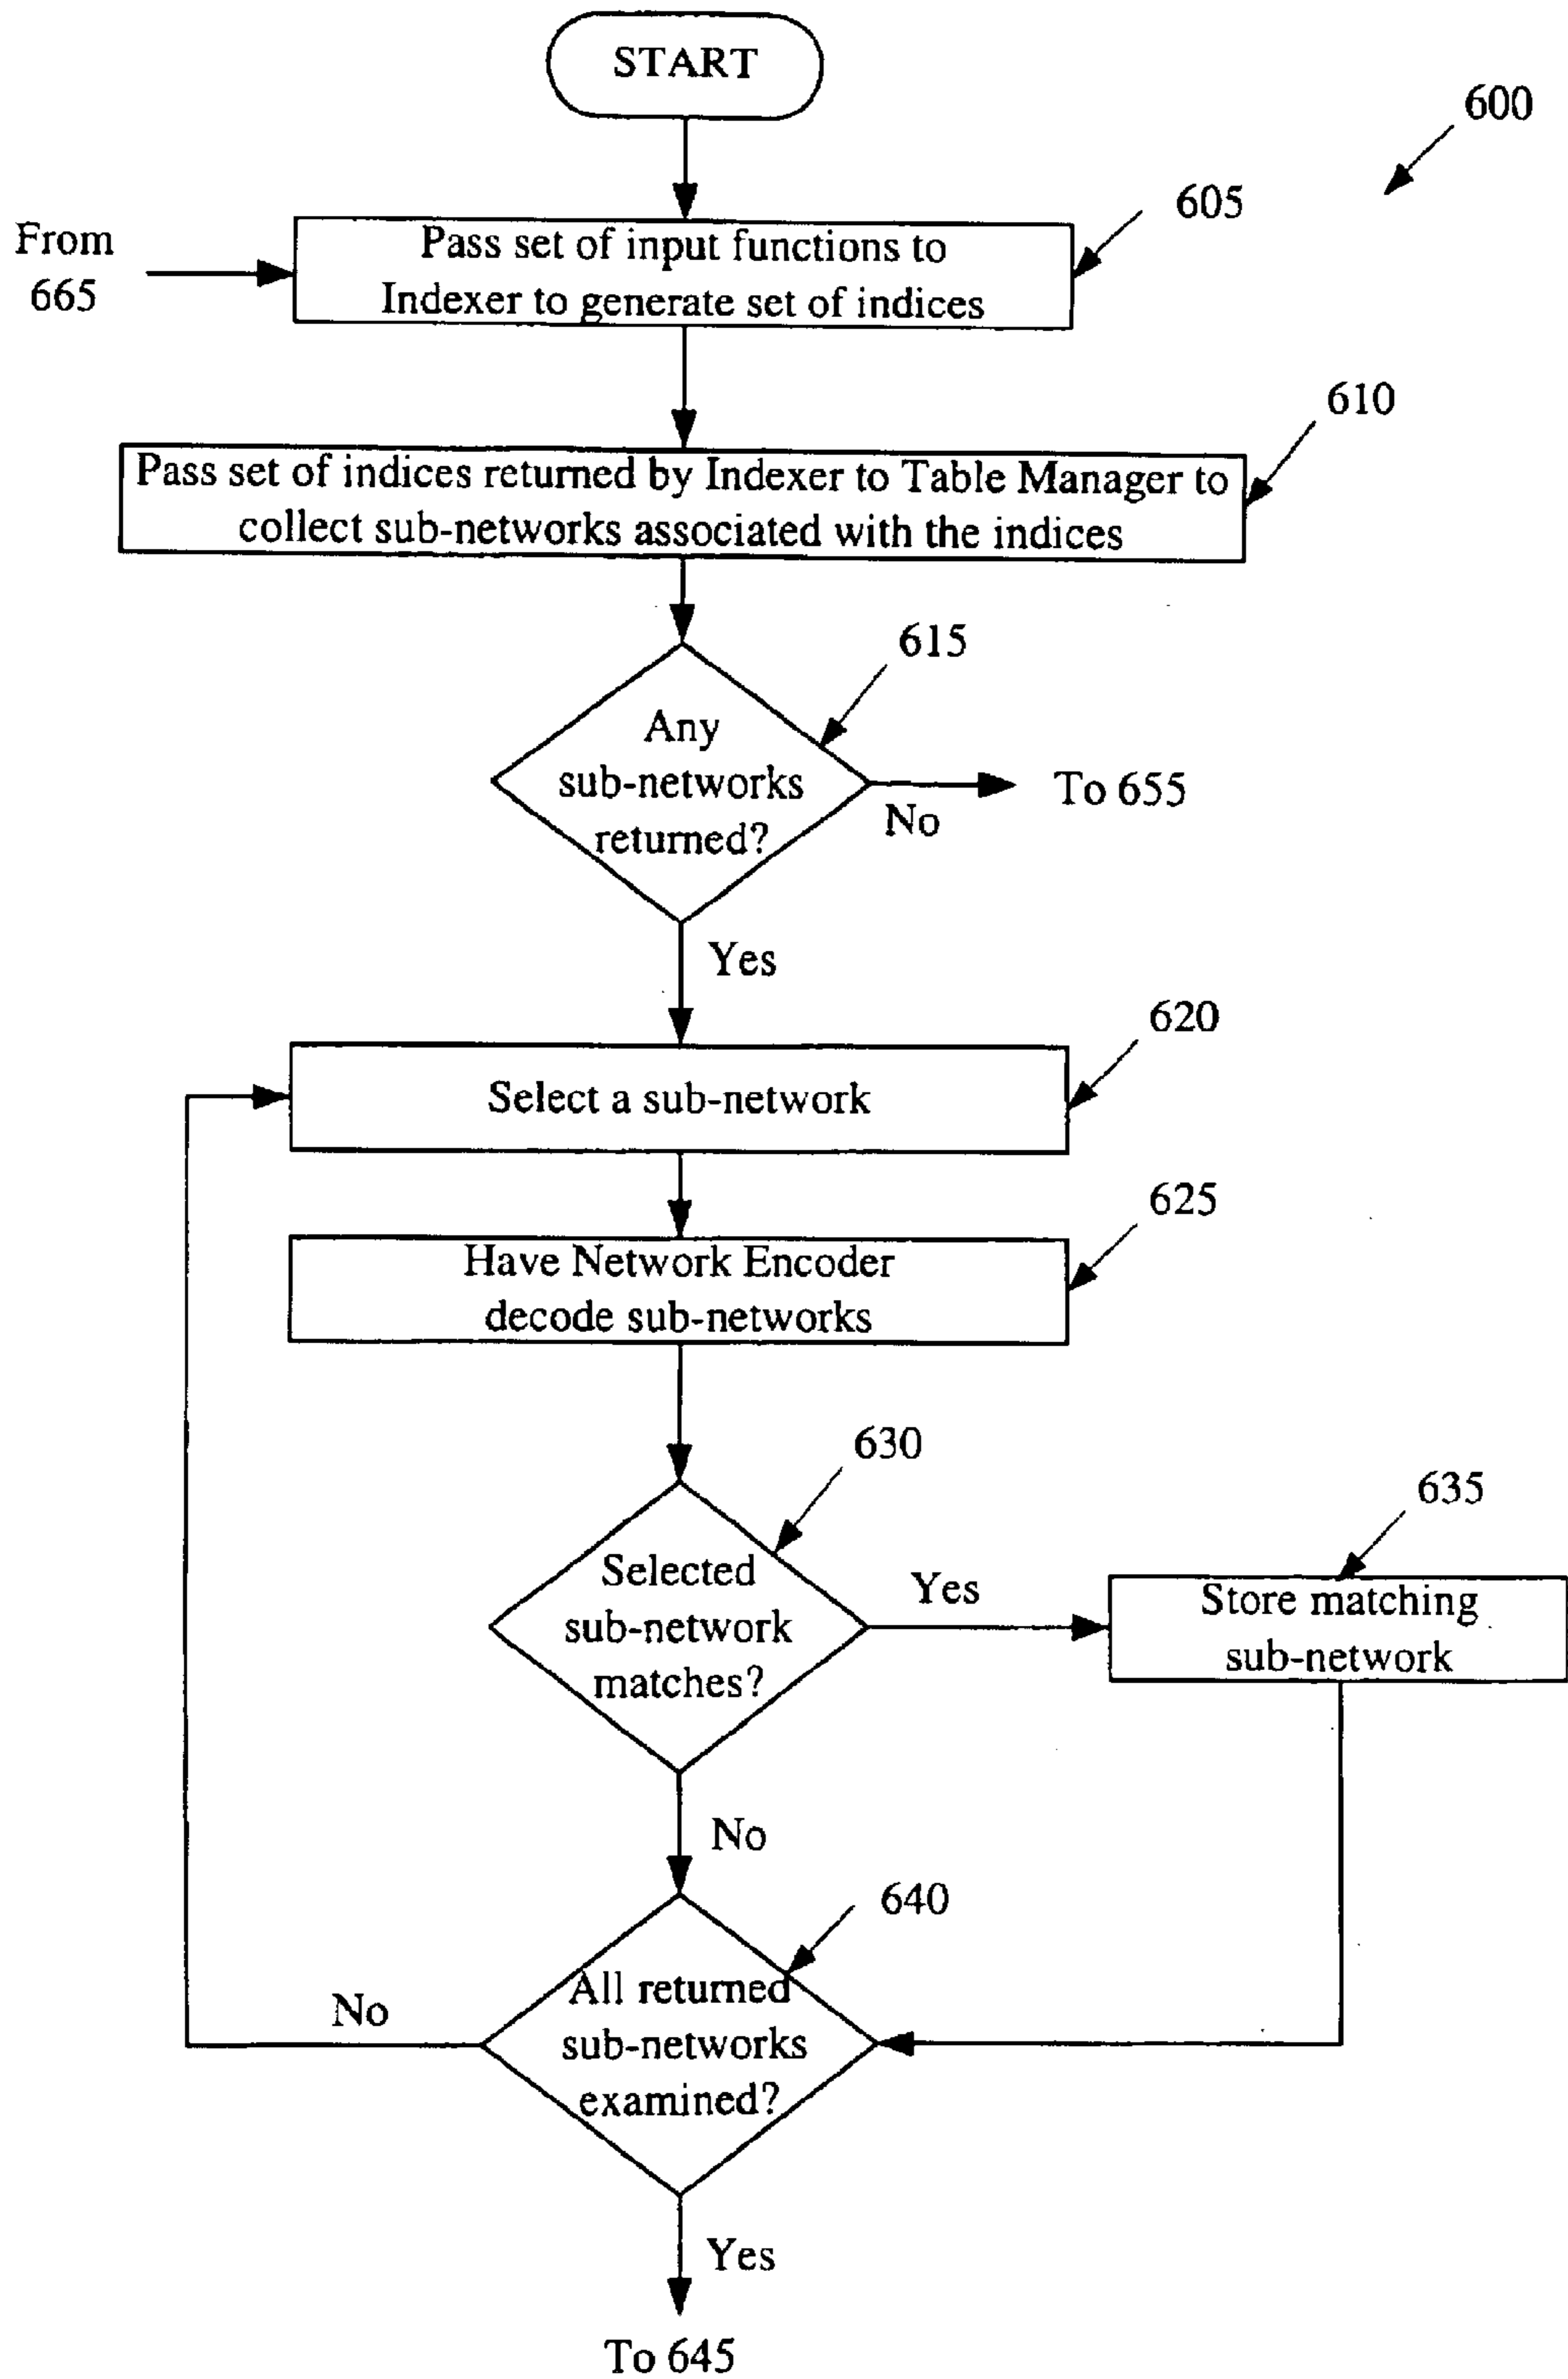 START
600
605
From
665
Pass set of input functions to
Indexer to generate set of indices
610
Pass set of indices returned by Indexer to Table Manager to
collect sub-networks associated with the indices
615
Any
sub-networks
returned?
No
To 655
Yes
620
Select a sub-network
625
Have Network Encoder
decode sub-networks
630
Selected
sub-network
matches?
Yes
635
Store matching
sub-network
No
640
All returned
sub-networks
examined?
No
Yes
To 645